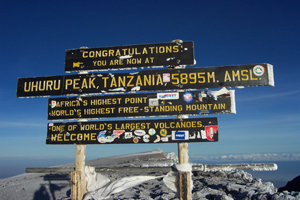 CONGRATULATIONS
YOU ARE NOW AT
UHURU PEAK, TANZANIA, 5895M. AMSL.
AFRICA'S HIGHEST POINT
WORLD'S HIGHEST FREE-STANDING MOUNTAIN
ONE OF WORLD'S LARGEST VOLCANOES.
WELCOME